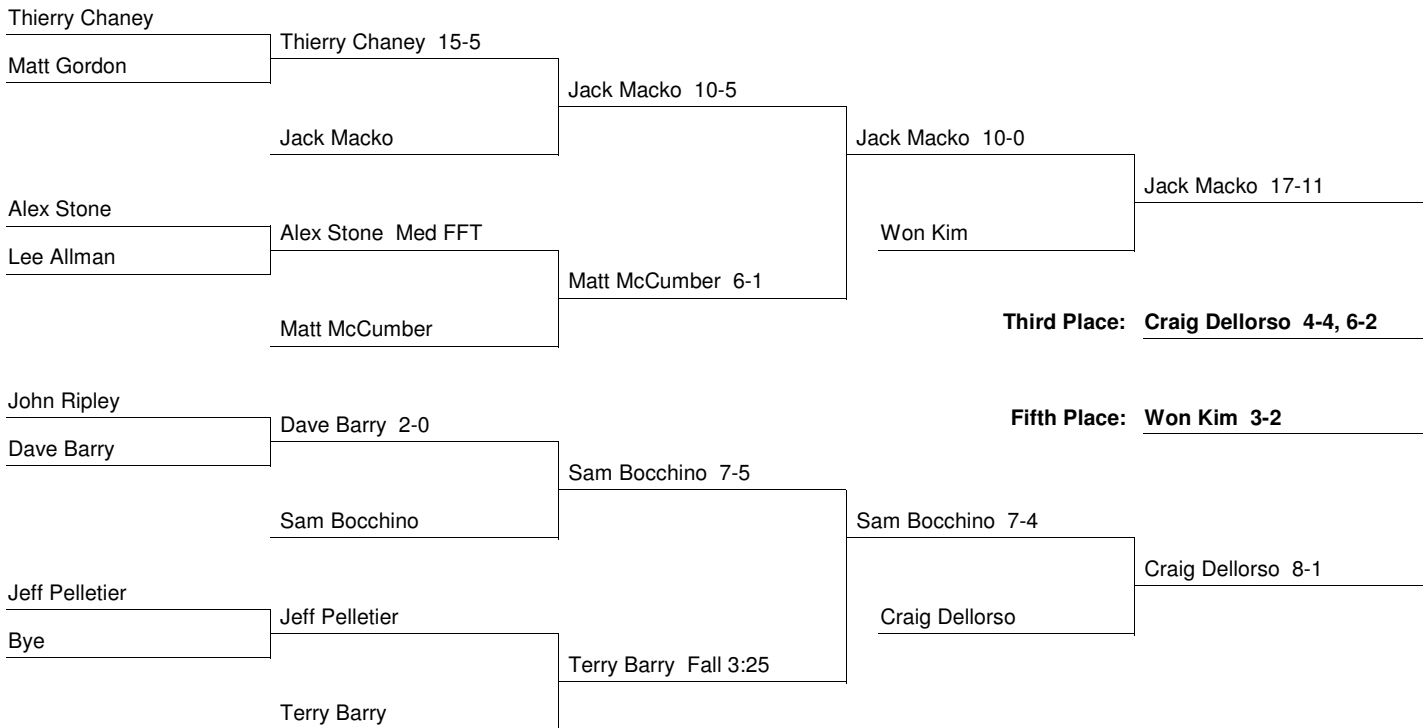 Thierry Chaney
Thierry Chaney 15-5
Matt Gordon
Jack Macko 10-5
Jack Macko
Jack Macko 10-0
Jack Macko 17-11
Alex Stone
Alex Stone Med FFT
Won Kim
Lee Allman
Matt McCumber 6-1
Matt McCumber
Third Place: Craig Dellorso 4-4, 6-2
John Ripley
Dave Barry 2-0
Fifth Place: Won Kim 3-2
Dave Barry
Sam Bocchino 7-5
Sam Bocchino
Sam Bocchino 7-4
Craig Dellorso 8-1
Jeff Pelletier
Jeff Pelletier
Craig Dellorso
Bye
Terry Barry Fall 3:25
Terry Barry